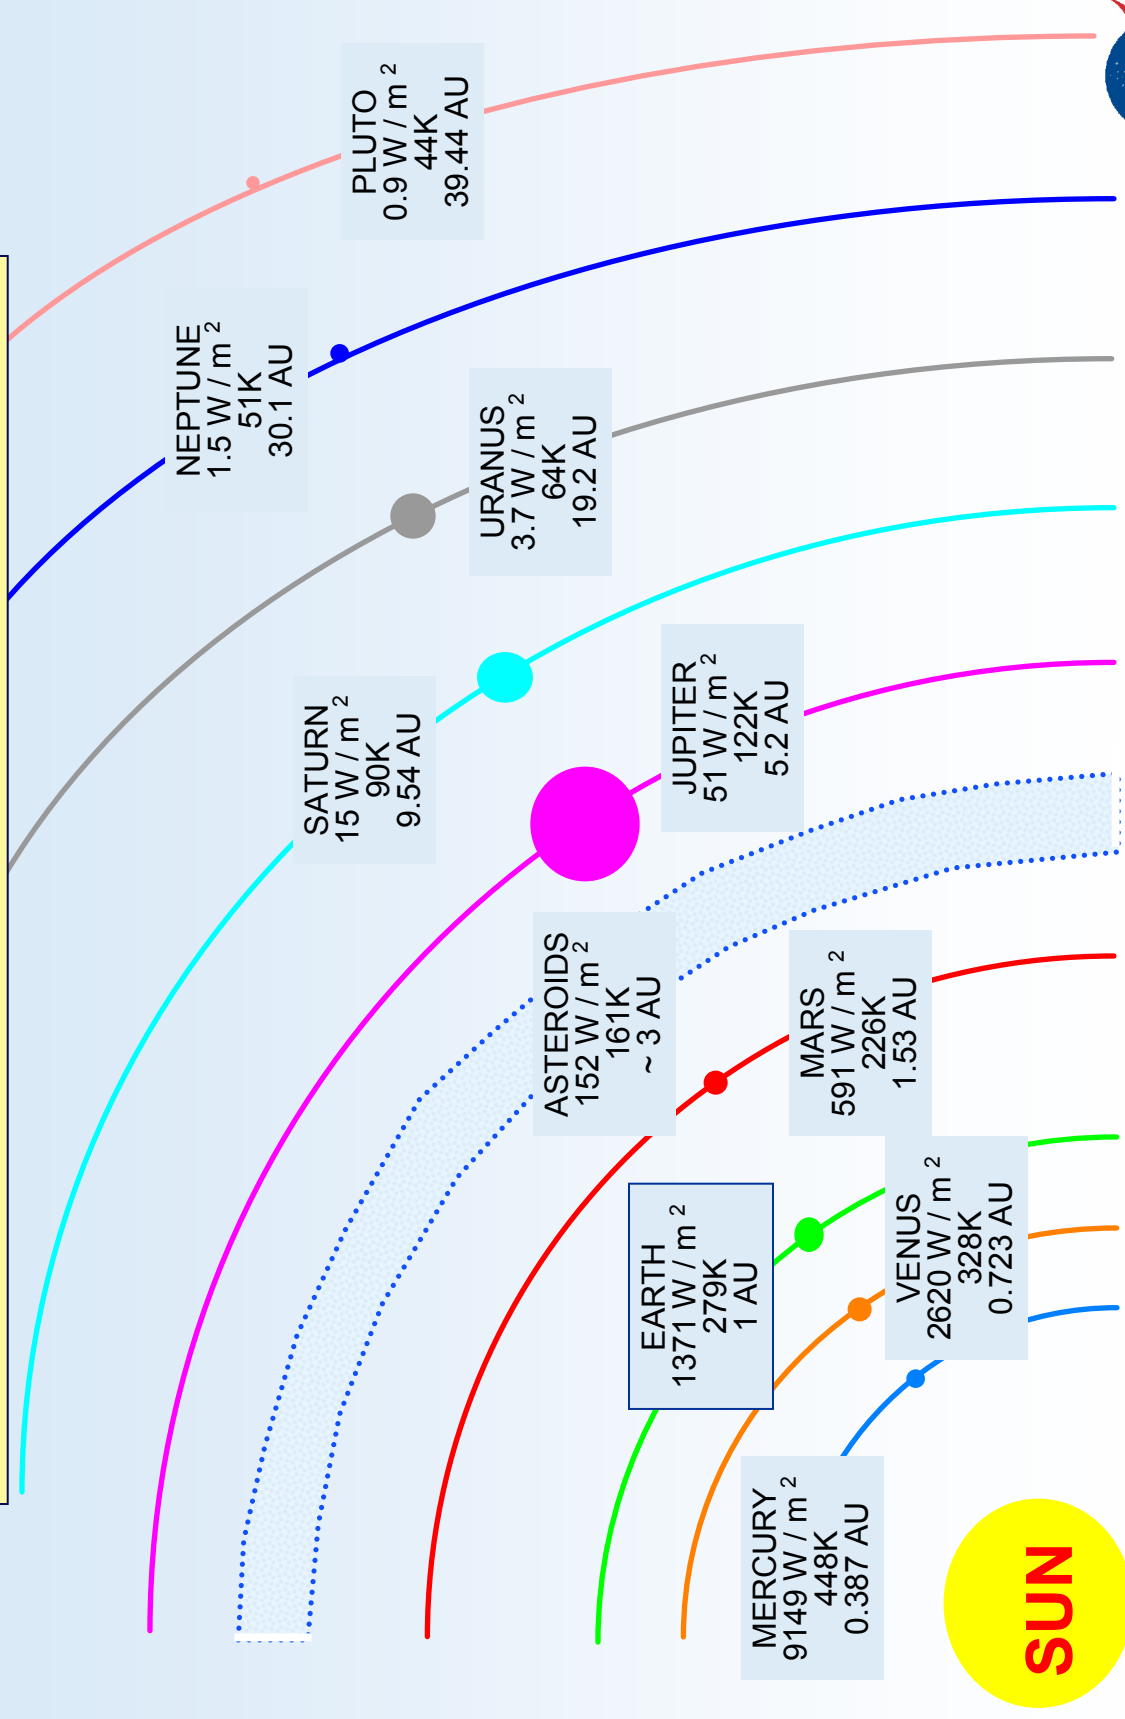 PLUTO
0.9 W / m 2
44K
39.44 AU
NEPTUNE
1.5 W / m 2
51K
30.1 AU
URANUS
3.7 W / m 2
64K
19.2 AU
SATURN
15 W / m 2
90K
9.54 AU
JUPITER
51 W / m 2
122K
5.2 AU
ASTEROIDS
152 W / m 2
161K
~ 3 AU
MARS
591 W / m 2
226K
1.53 AU
EARTH
1371 W / m 2
279K
1 AU
VENUS
2620 W / m 2
328K
0.723 AU
MERCURY
9149 W / m 2
448K
0.387 AU
SUN